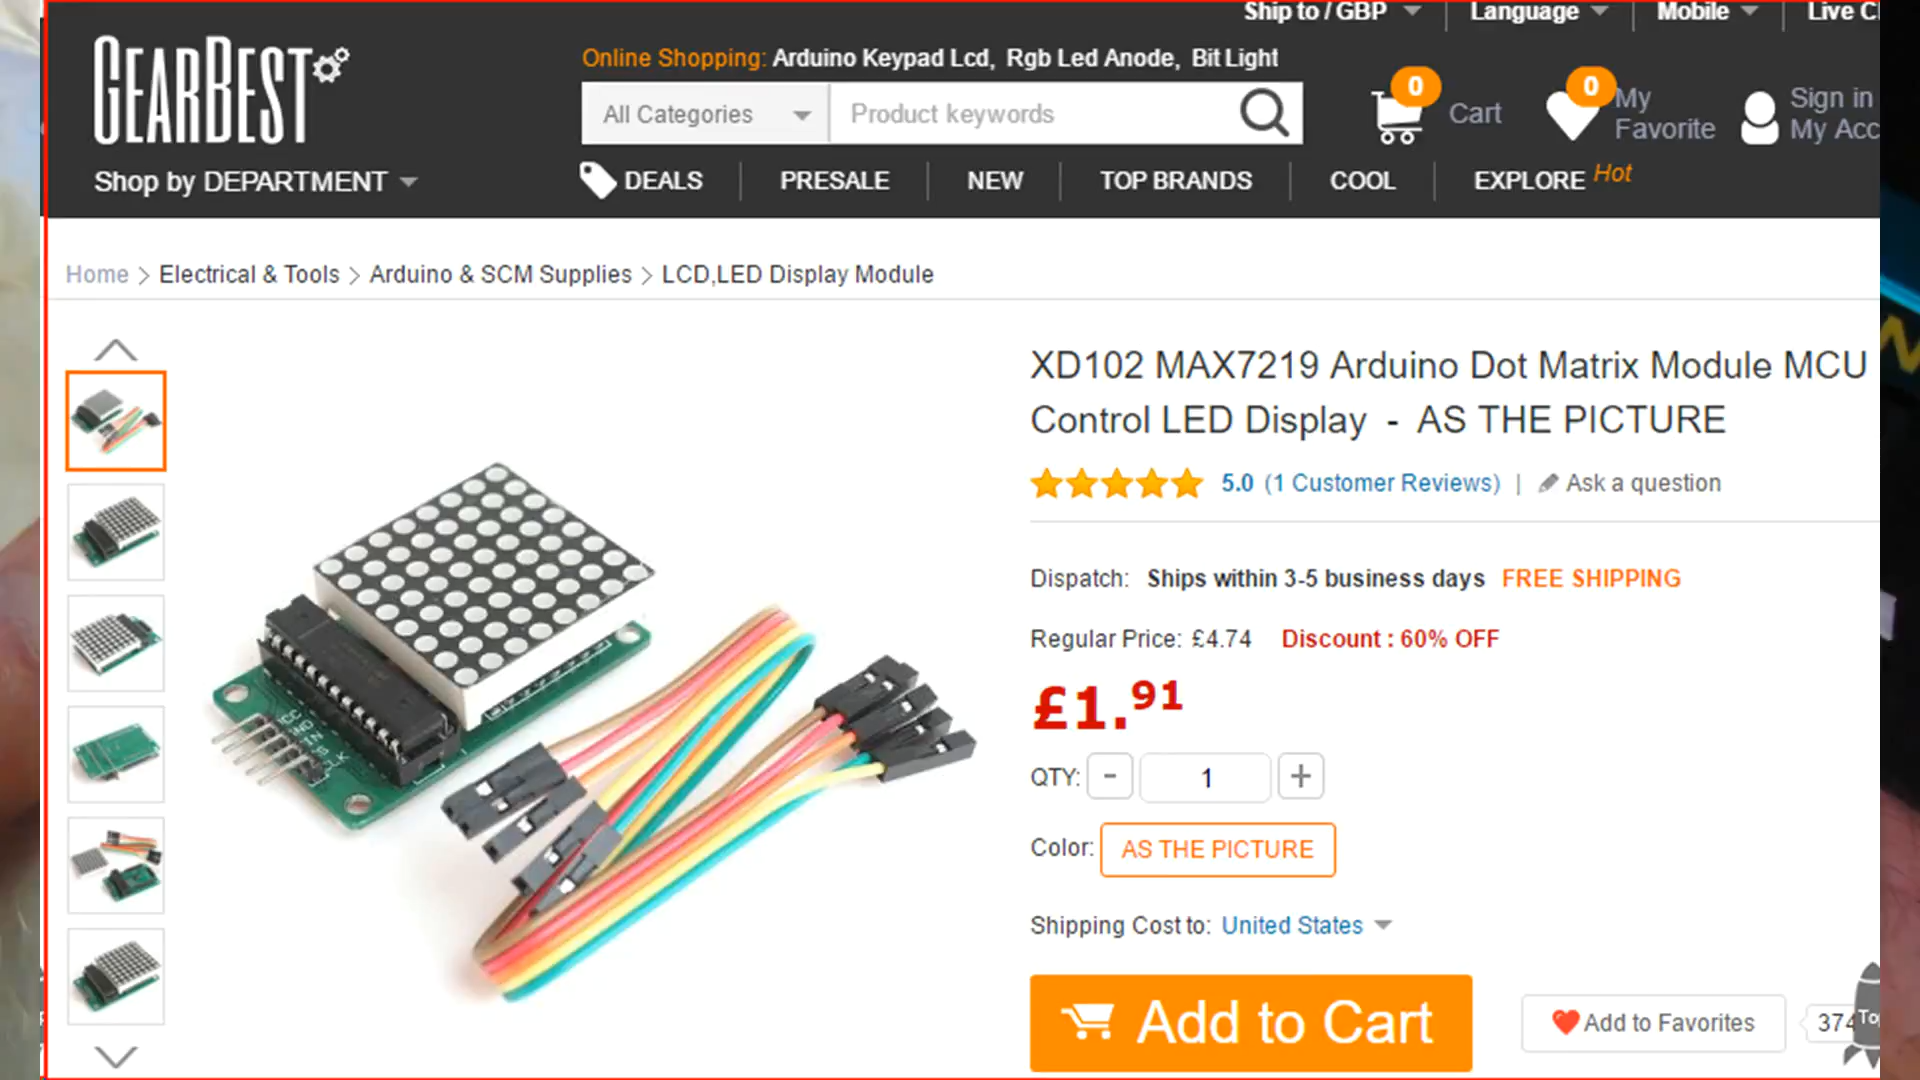 Ship to / GBP
Language
Mobile
Live C
GEARBEST
Online Shopping: Arduino Keypad Lcd, Rgb Led Anode, Bit Light
All Categories
Product keywords
0
Cart
0
My
Favorite
Sign in
My Acc
Shop by DEPARTMENT
DEALS
PRESALE
NEW
TOP BRANDS
COOL
EXPLORE
Hot
Home > Electrical & Tools > Arduino & SCM Supplies > LCD,LED Display Module
XD102 MAX7219 Arduino Dot Matrix Module MCU
Control LED Display - AS THE PICTURE
5.0 (1 Customer Reviews) | Ask a question
Dispatch: Ships within 3-5 business days FREE SHIPPING
Regular Price: £4.74 Discount : 60% OFF
£1.91
QTY: - 1 +
Color: AS THE PICTURE
Shipping Cost to: United States
Add to Cart
Add to Favorites
374
Top